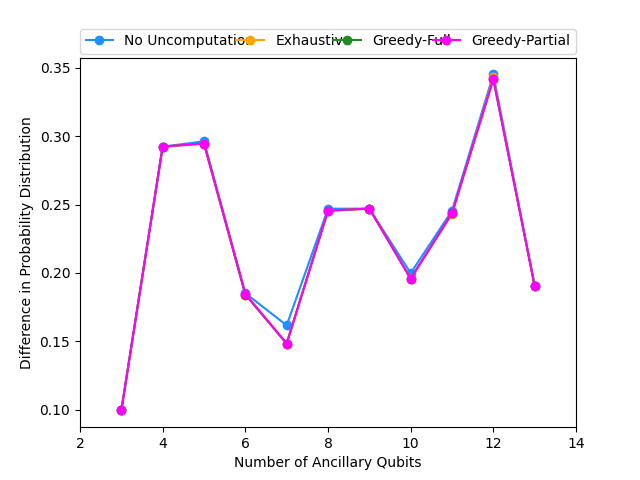 No Uncomputation Exhaustive Greedy-Full Greedy-Partial
0.35
0.30
0.25
0.20
0.15
0.10
Difference in Probability Distribution
2 4 6 8 10 12 14
Number of Ancillary Qubits